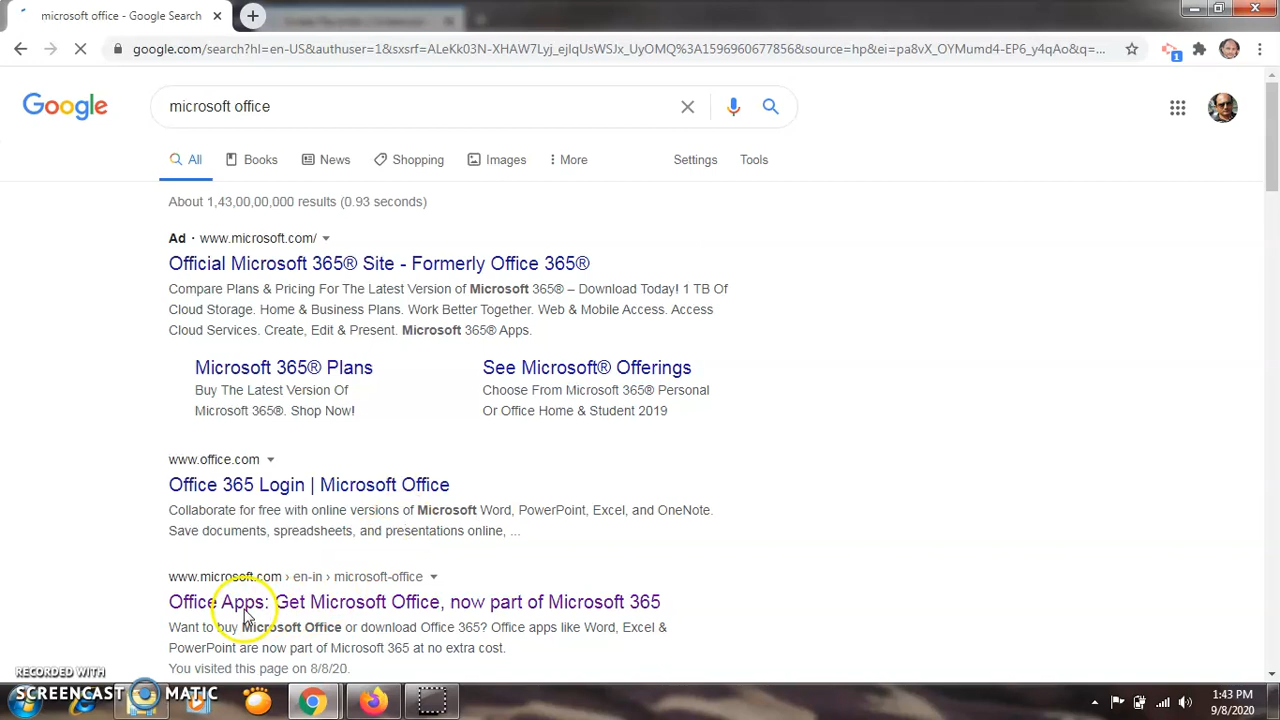 microsoft office - Google Search
google.com/search?hl=en-US&authuser=1&sxsrf=ALeKk03N-XHAW7Lyj_ejIqUsWSJx_UyOMQ%3A1596960677856&source=hp&ei=pa8vX_OYMumd4-EP6_y4qAo&q=...
1
Google
microsoft office
All Books News Shopping Images More Settings Tools
About 1,43,00,00,000 results (0.93 seconds)
Ad · www.microsoft.com/
Official Microsoft 365® Site - Formerly Office 365®
Compare Plans & Pricing For The Latest Version of Microsoft 365® – Download Today! 1 TB Of
Cloud Storage. Home & Business Plans. Work Better Together. Web & Mobile Access. Access
Cloud Services. Create, Edit & Present. Microsoft 365® Apps.
Microsoft 365® Plans See Microsoft® Offerings
Buy The Latest Version Of Choose From Microsoft 365® Personal
Microsoft 365®. Shop Now! Or Office Home & Student 2019
www.office.com
Office 365 Login | Microsoft Office
Collaborate for free with online versions of Microsoft Word, PowerPoint, Excel, and OneNote.
Save documents, spreadsheets, and presentations online, ...
www.microsoft.com › en-in › microsoft-office
Office Apps: Get Microsoft Office, now part of Microsoft 365
Want to buy Microsoft Office or download Office 365? Office apps like Word, Excel &
PowerPoint are now part of Microsoft 365 at no extra cost.
You visited this page on 8/8/20.
RECORDED WITH
SCREENCAST MATIC
1:43 PM
9/8/2020